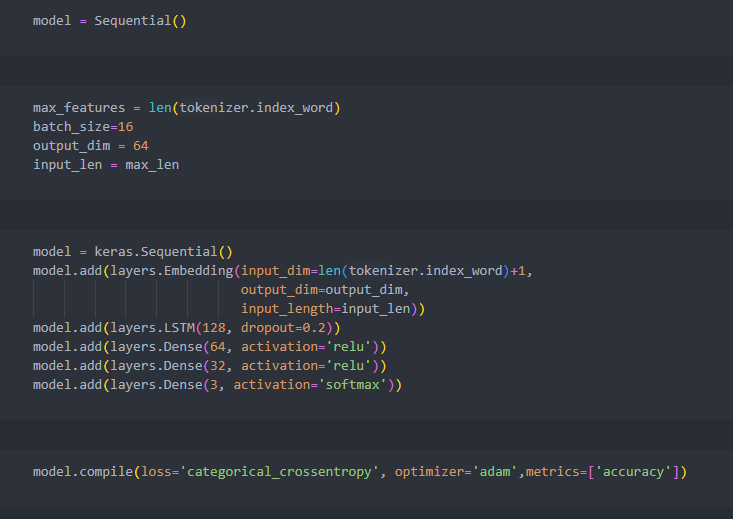 model = Sequential()
max_features = len(tokenizer.index_word)
batch_size=16
output_dim = 64
input_len = max_len
model = keras.Sequential()
model.add(layers.Embedding(input_dim=len(tokenizer.index_word)+1,
output_dim=output_dim,
input_length=input_len))
model.add(layers.LSTM(128, dropout=0.2))
model.add(layers.Dense(64, activation='relu'))
model.add(layers.Dense(32, activation='relu'))
model.add(layers.Dense(3, activation='softmax'))
model.compile(loss='categorical_crossentropy', optimizer='adam',metrics=['accuracy'])